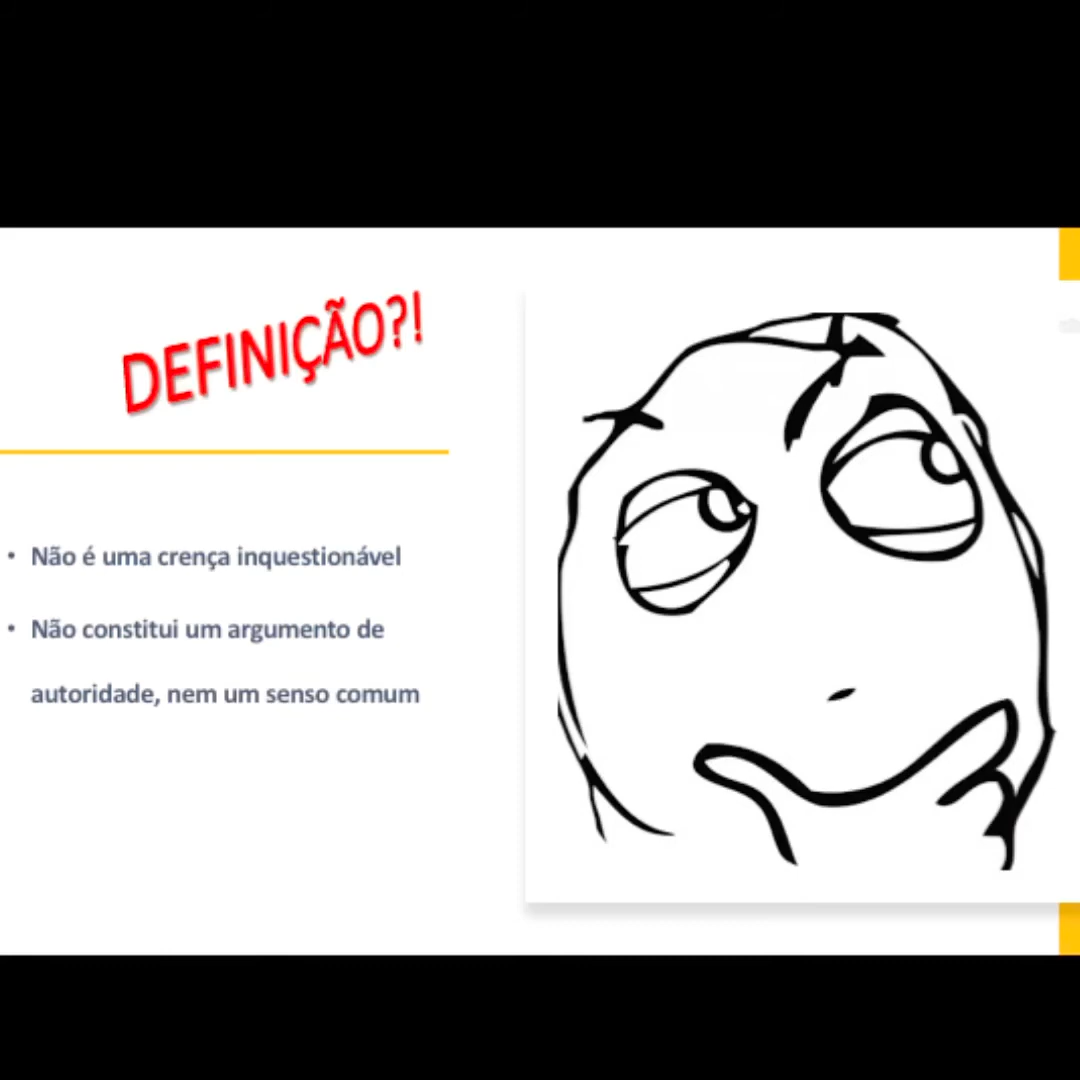 DEFINIÇÃO?!
• Não é uma crença inquestionável
• Não constitui um argumento de
autoridade, nem um senso comum